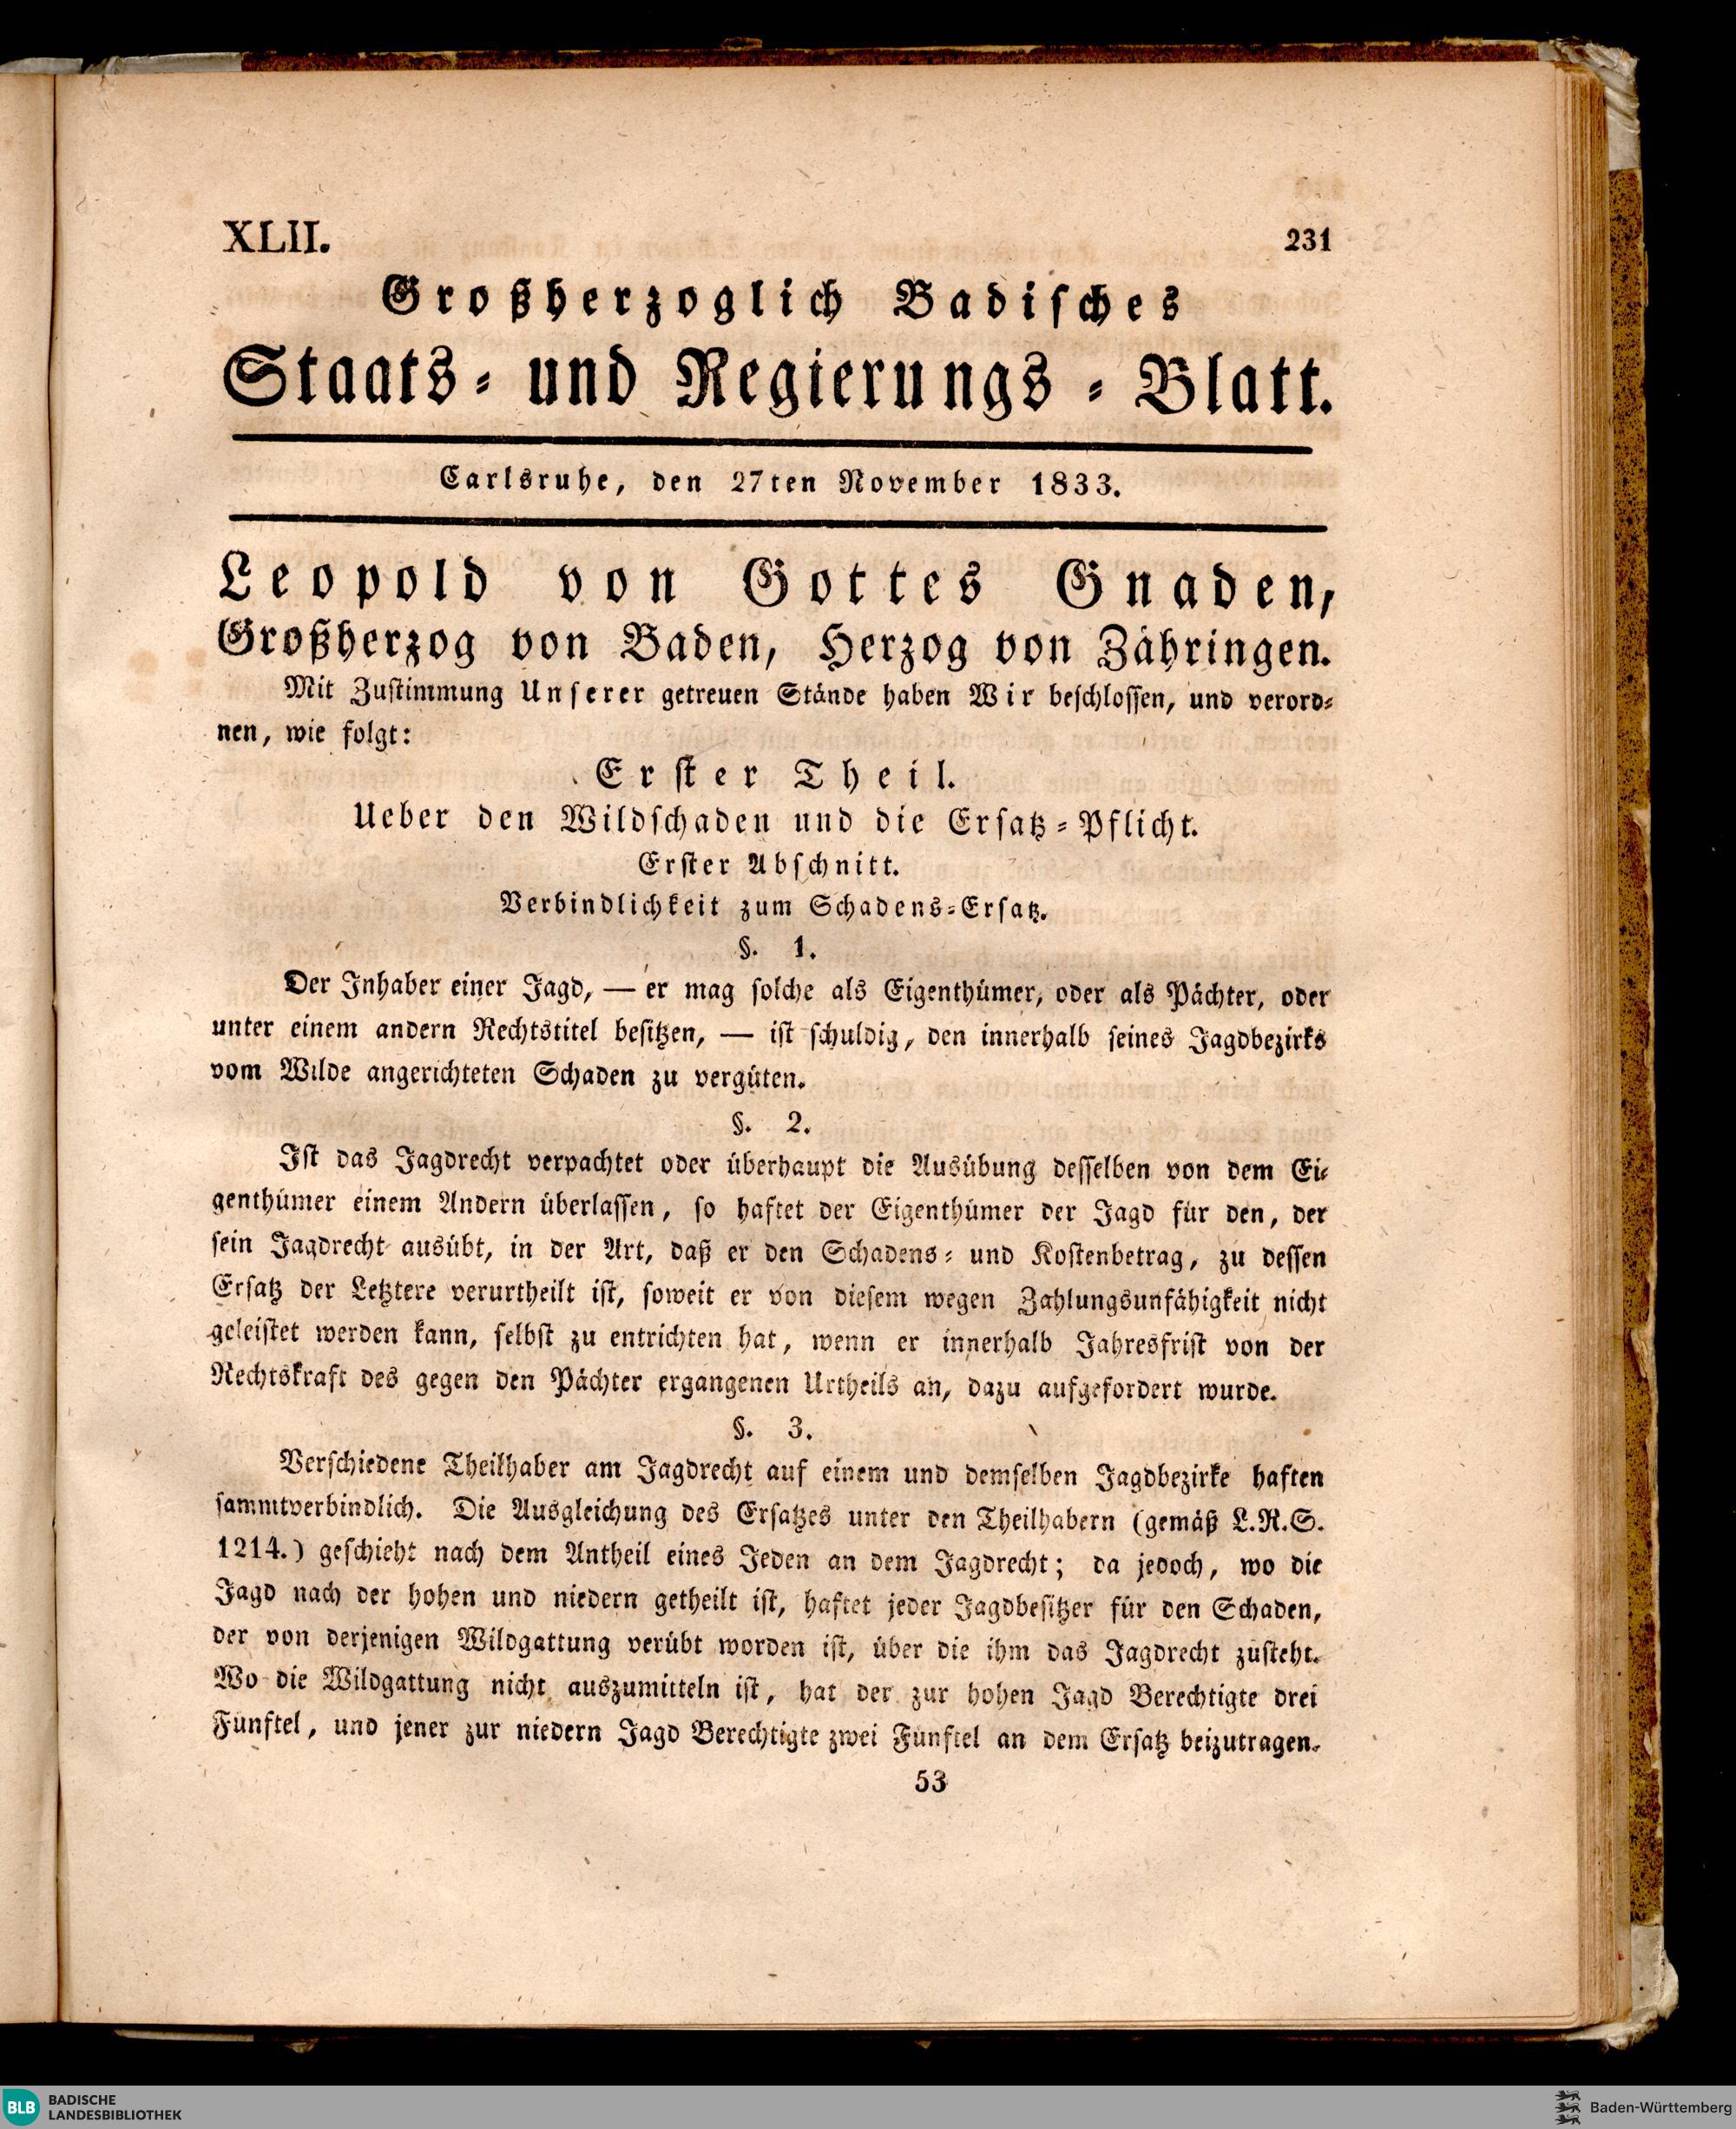 XLII.
231
Großherzoglich Badisches
Staats- und Regierungs-Blatt.
Carlsruhe, den 27ten November 1833.
Leopold von Gottes Gnaden,
Großherzog von Baden, Herzog von Zähringen.
Mit Zustimmung Unserer getreuen Stände haben Wir beschlossen, und verord-
nen, wie folgt:
Erster Theil.
Ueber den Wildschaden und die Ersatz-Pflicht.
Erster Abschnitt.
Verbindlichkeit zum Schadens-Ersatz.
§. 1.
Der Inhaber einer Jagd, — er mag solche als Eigenthümer, oder als Pächter, oder
unter einem andern Rechtstitel besitzen, — ist schuldig, den innerhalb seines Jagdbezirks
vom Wilde angerichteten Schaden zu vergüten.
§. 2.
Ist das Jagdrecht verpachtet oder überhaupt die Ausübung desselben von dem Ei-
genthümer einem Andern überlassen, so haftet der Eigenthümer der Jagd für den, der
sein Jagdrecht ausübt, in der Art, daß er den Schadens- und Kostenbetrag, zu dessen
Ersatz der Letztere verurtheilt ist, soweit er von diesem wegen Zahlungsunfähigkeit nicht
geleistet werden kann, selbst zu entrichten hat, wenn er innerhalb Jahresfrist von der
Rechtskraft des gegen den Pächter ergangenen Urtheils an, dazu aufgefordert wurde.
§. 3.
Verschiedene Theilhaber am Jagdrecht auf einem und demselben Jagdbezirke haften
sammtverbindlich. Die Ausgleichung des Ersatzes unter den Theilhabern (gemäß L.R.S.
1214.) geschieht nach dem Antheil eines Jeden an dem Jagdrecht; da jedoch, wo die
Jagd nach der hohen und niedern getheilt ist, haftet jeder Jagdbesitzer für den Schaden,
der von derjenigen Wildgattung verübt worden ist, über die ihm das Jagdrecht zusteht.
Wo die Wildgattung nicht auszumitteln ist, hat der zur hohen Jagd Berechtigte drei
Fünftel, und jener zur niedern Jagd Berechtigte zwei Fünftel an dem Ersatz beizutragen.
53
BLB BADISCHE
LANDESBIBLIOTHEK
Baden-Württemberg